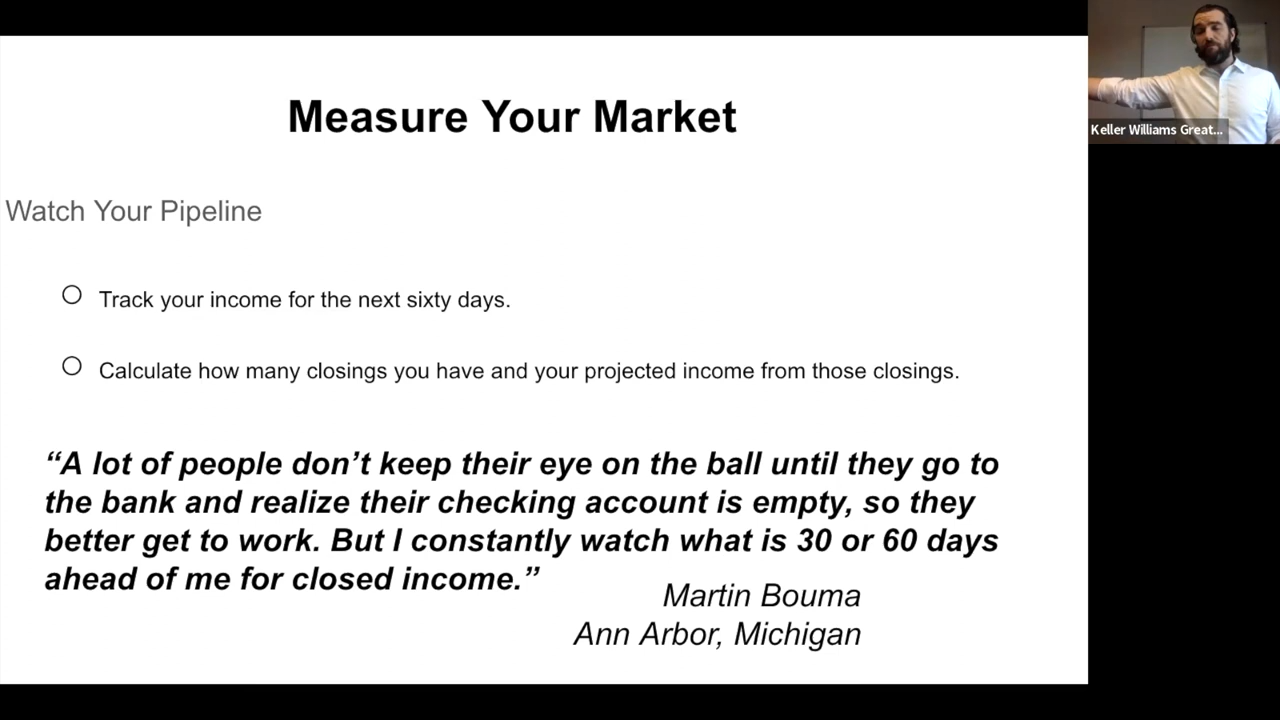 Measure Your Market
Keller Williams Great...
Watch Your Pipeline
Track your income for the next sixty days.
Calculate how many closings you have and your projected income from those closings.
“A lot of people don’t keep their eye on the ball until they go to
the bank and realize their checking account is empty, so they
better get to work. But I constantly watch what is 30 or 60 days
ahead of me for closed income.”
Martin Bouma
Ann Arbor, Michigan